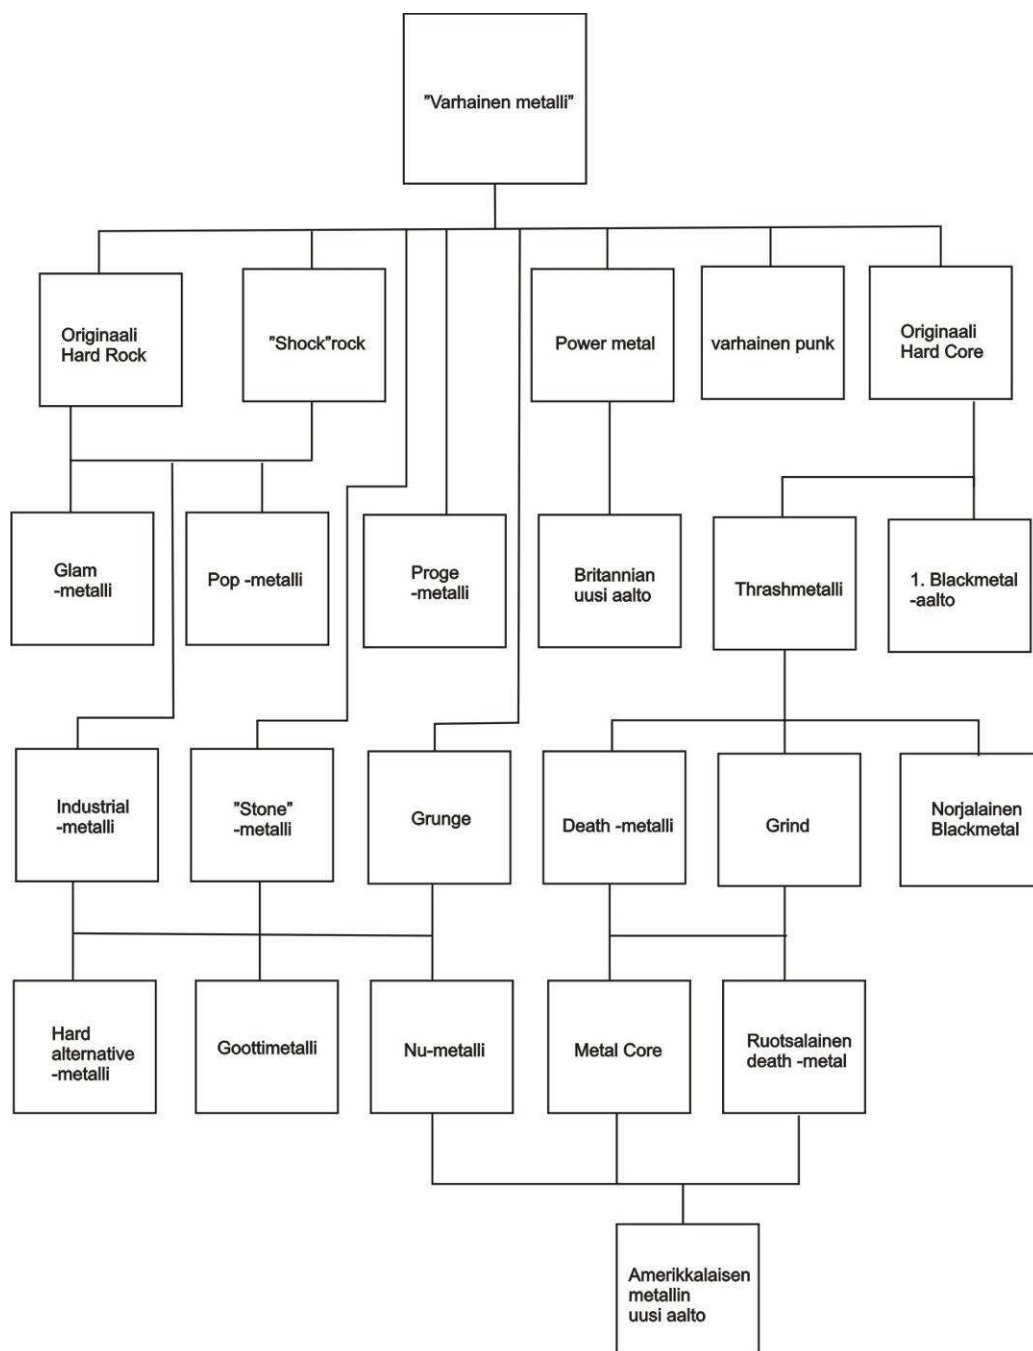 ”Varhainen metalli”
Originaali
Hard Rock
”Shock”rock
Power metal
varhainen punk
Originaali
Hard Core
Glam
-metalli
Pop -metalli
Proge
-metalli
Britannian
uusi aalto
Thrashmetalli
1. Blackmetal
-aalto
Industrial
-metalli
”Stone”
-metalli
Grunge
Death -metalli
Grind
Norjalainen
Blackmetal
Hard
alternative
-metalli
Goottimetalli
Nu-metalli
Metal Core
Ruotsalainen
death -metal
Amerikkalaisen
metallin
uusi aalto